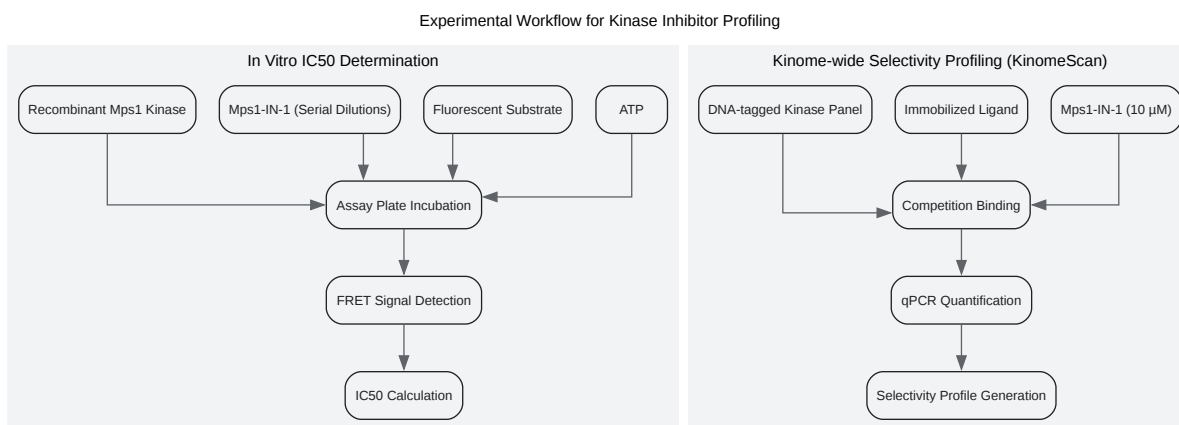 Experimental Workflow for Kinase Inhibitor Profiling
In Vitro IC50 Determination
Recombinant Mps1 Kinase
Mps1-IN-1 (Serial Dilutions)
Fluorescent Substrate
ATP
Assay Plate Incubation
FRET Signal Detection
IC50 Calculation
Kinome-wide Selectivity Profiling (KinomeScan)
DNA-tagged Kinase Panel
Immobilized Ligand
Mps1-IN-1 (10 µM)
Competition Binding
qPCR Quantification
Selectivity Profile Generation